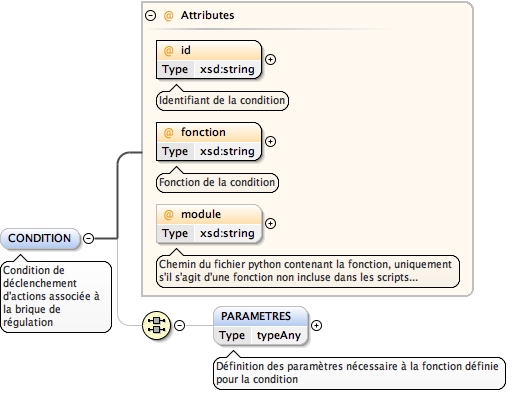 @ Attributes
@ id
Type xsd:string
Identifiant de la condition
@ fonction
Type xsd:string
Fonction de la condition
@ module
Type xsd:string
Chemin du fichier python contenant la fonction, uniquement
s'il s'agit d'une fonction non incluse dans les scripts...
CONDITION
Condition de
déclenchement
d'actions associée à
la brique de
régulation
PARAMETRES
Type typeAny
Définition des paramètres nécessaire à la fonction définie
pour la condition